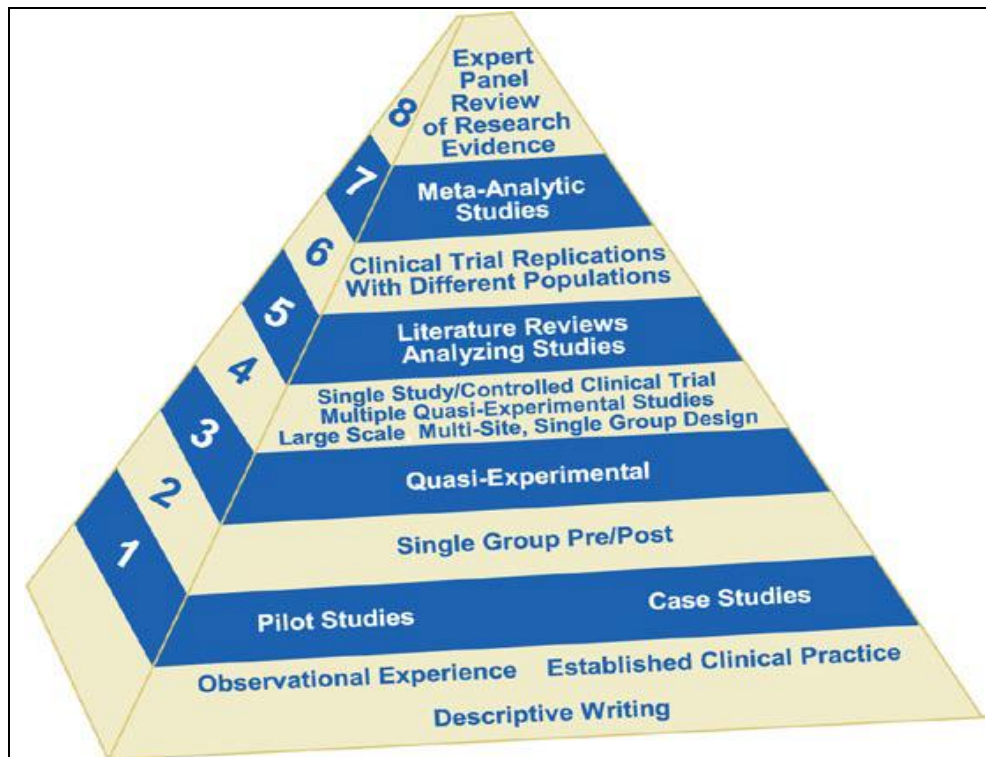 8
Expert
Panel
Review
of Research
Evidence
7
Meta-Analytic
Studies
6
Clinical Trial Replications
With Different Populations
5
Literature Reviews
Analyzing Studies
4
Single Study/Controlled Clinical Trial
Multiple Quasi-Experimental Studies
Large Scale Multi-Site, Single Group Design
3
Quasi-Experimental
2
Single Group Pre/Post
1
Pilot Studies Case Studies
Observational Experience Established Clinical Practice
Descriptive Writing